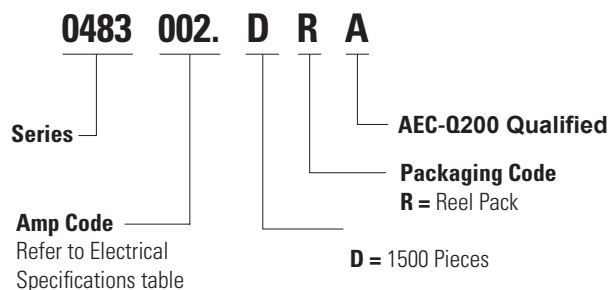 0483 002. D R A
Series
AEC-Q200 Qualified
Packaging Code
R = Reel Pack
Amp Code
Refer to Electrical
Specifications table
D = 1500 Pieces